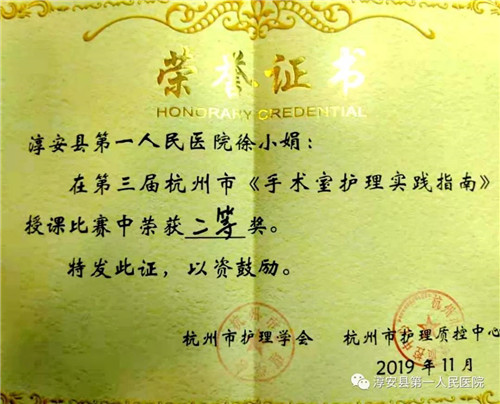 荣誉证书
HONORARY CREDENTIAL
淳安县第一人民医院徐小娟：
在第三届杭州市《手术室护理实践指南》
授课比赛中荣获二等奖。
特发此证，以资鼓励。
杭州市护理学会 杭州市护理质控中心
2019年11月
淳安县第一人民医院